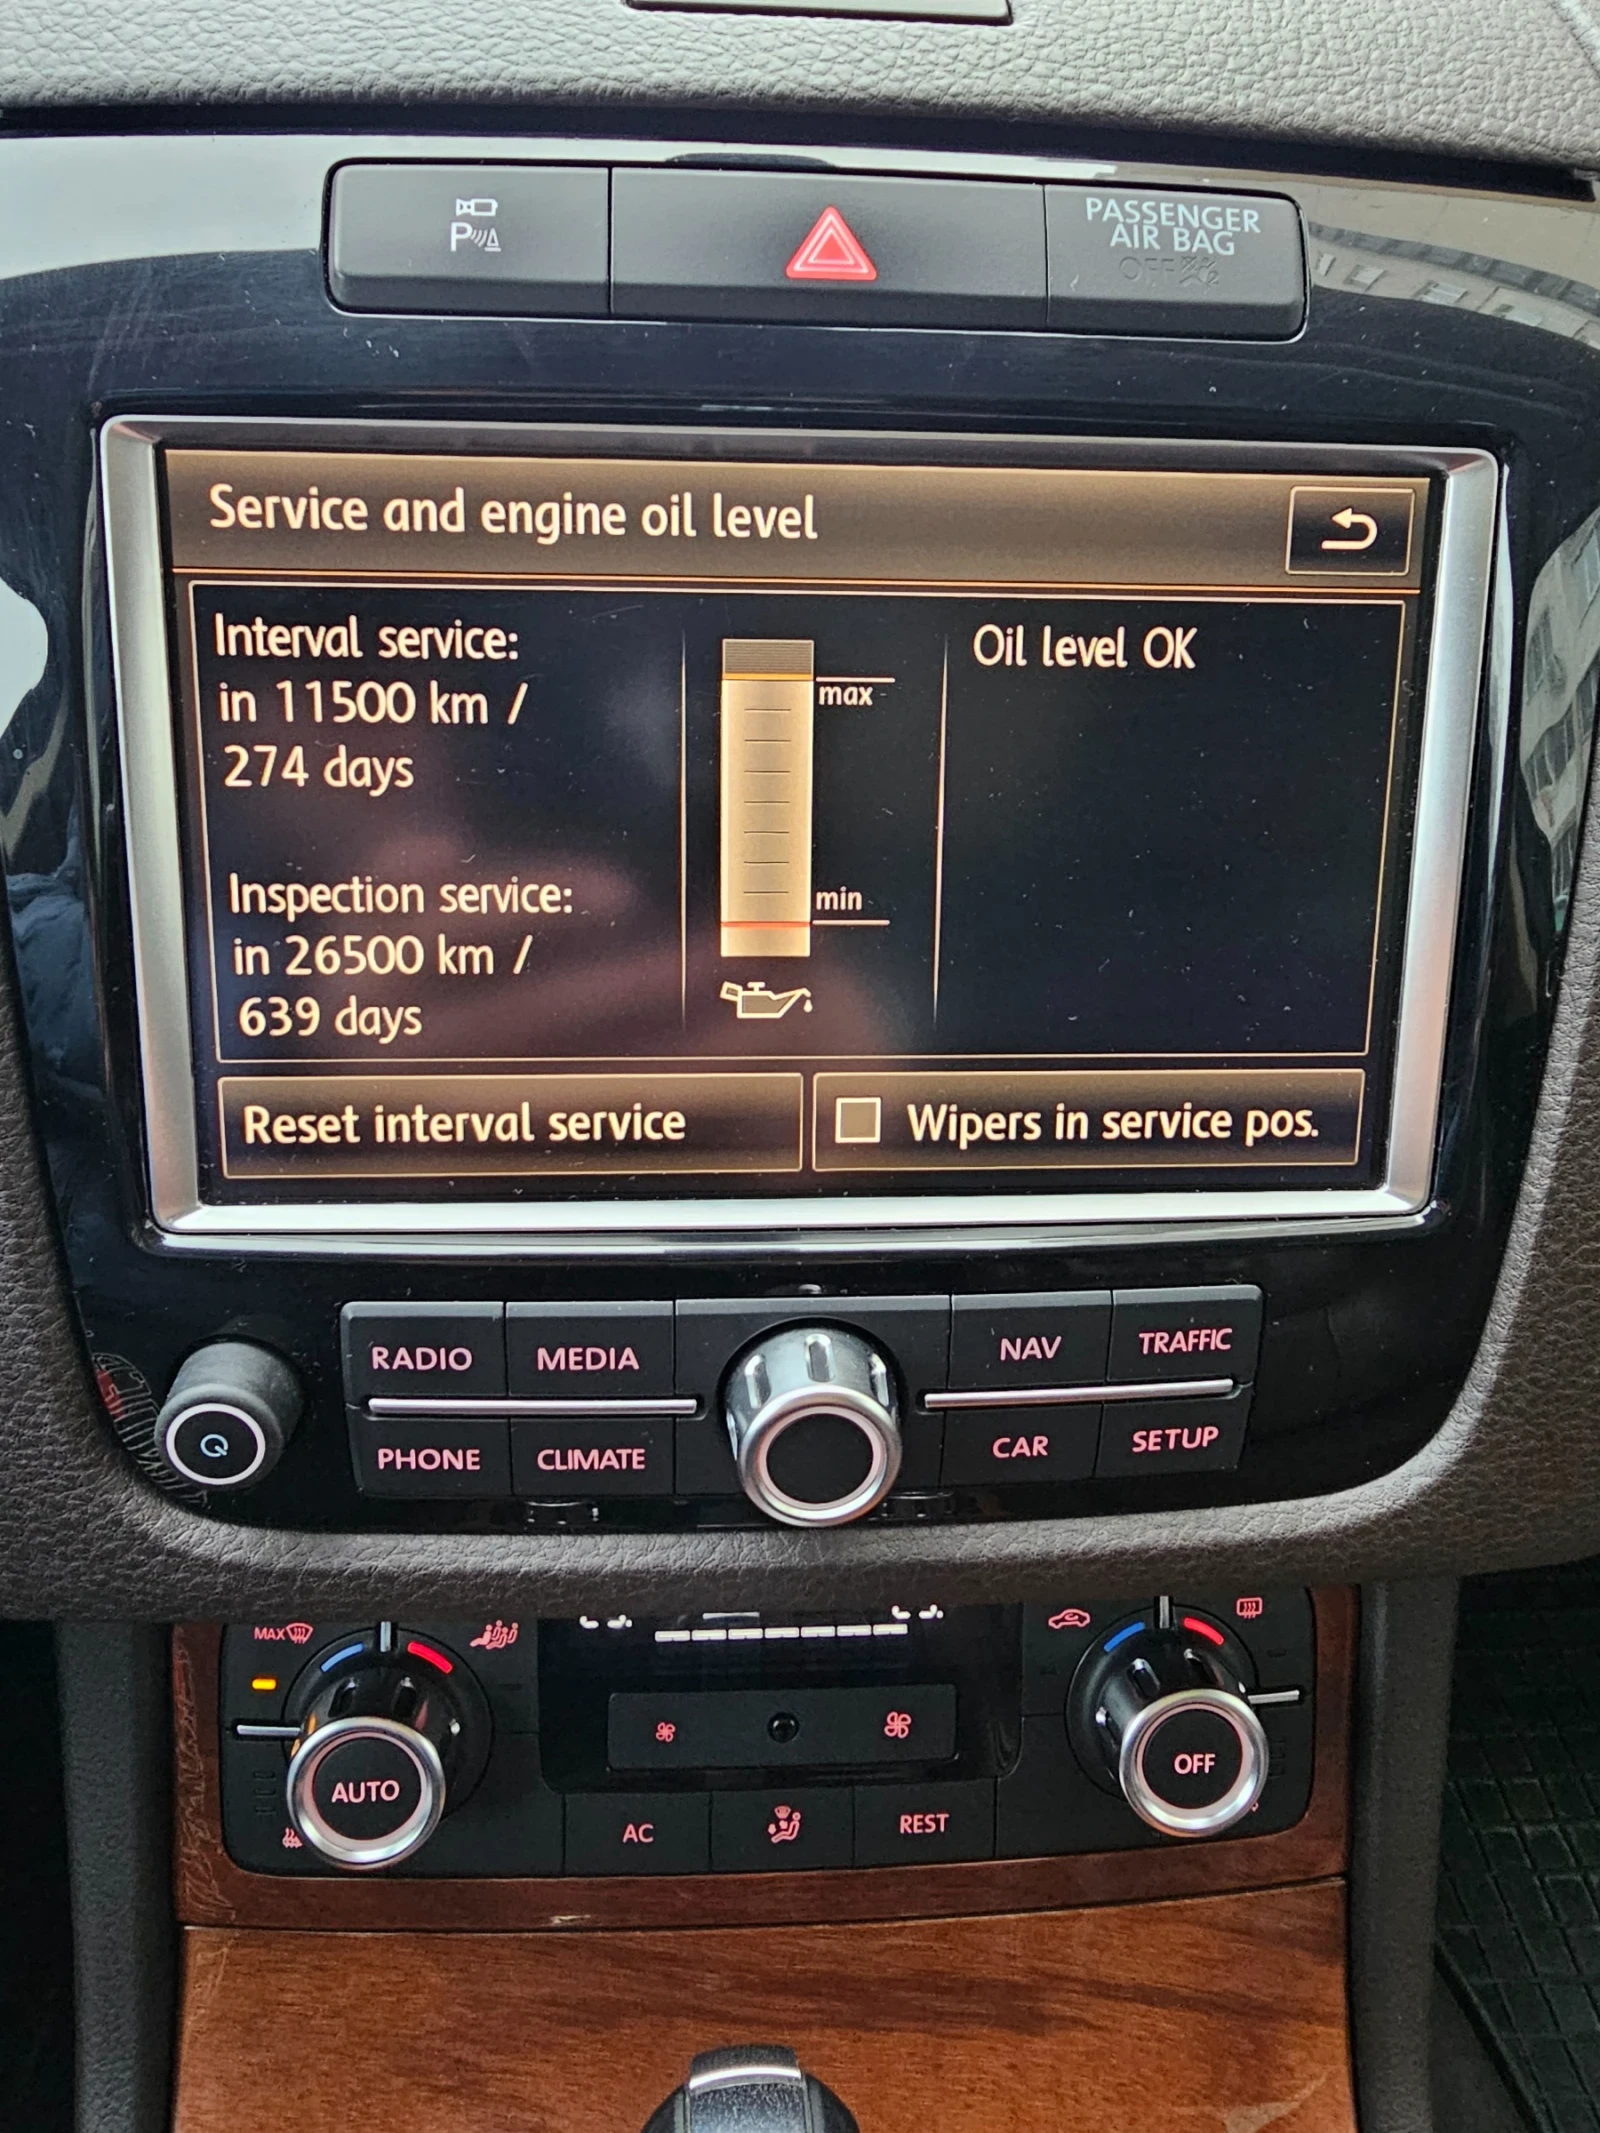 PASSENGER
AIR BAG
OFF
Service and engine oil level
Interval service:
in 11500 km /
274 days
Inspection service:
in 26500 km /
639 days
max
min
Oil level OK
Reset interval service
Wipers in service pos.
RADIO
MEDIA
NAV
TRAFFIC
PHONE
CLIMATE
CAR
SETUP
MAX
AUTO
OFF
AC
REST